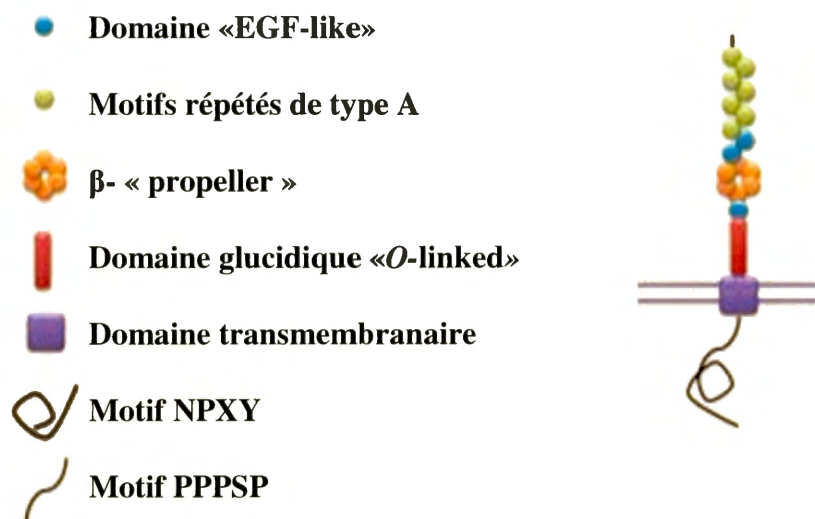 Domaine «EGF-like»
Motifs répétés de type A
β- « propeller »
Domaine glucidique «O-linked»
Domaine transmembranaire
Motif NPXY
Motif PPPSP